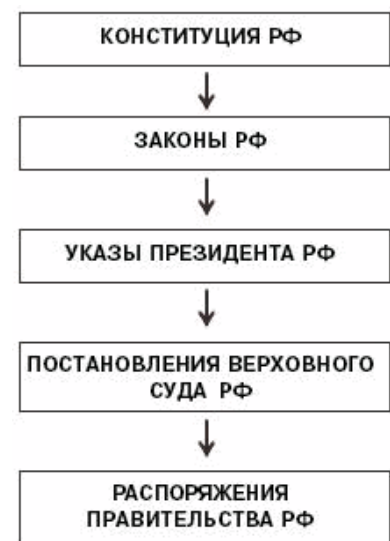 КОНСТИТУЦИЯ РФ
ЗАКОНЫ РФ
УКАЗЫ ПРЕЗИДЕНТА РФ
ПОСТАНОВЛЕНИЯ ВЕРХОВНОГО
СУДА РФ
РАСПОРЯЖЕНИЯ
ПРАВИТЕЛЬСТВА РФ